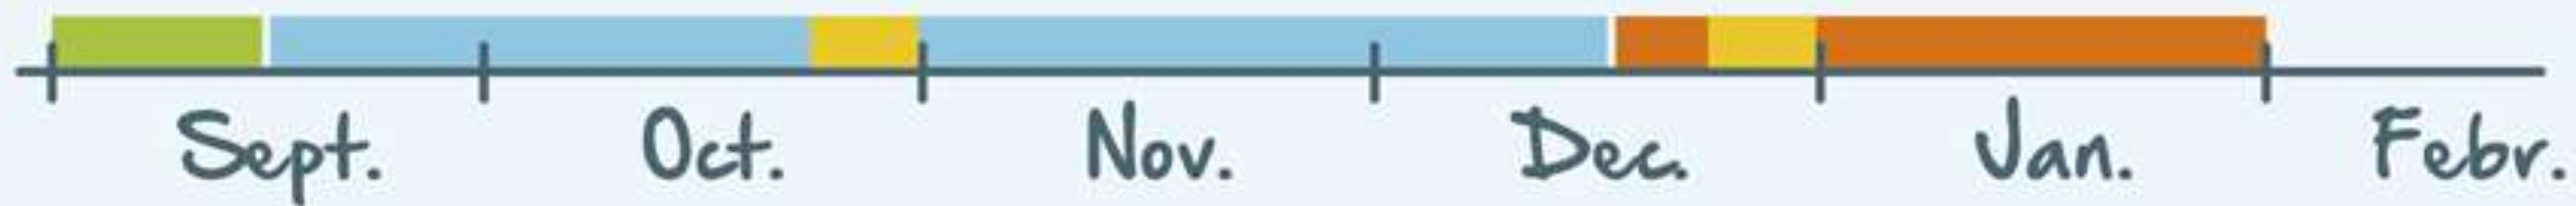 Sept. Oct. Nov. Dec. Jan. Febr.